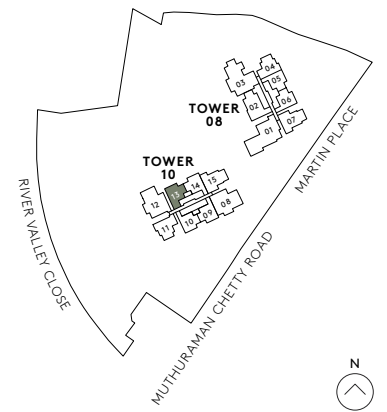 04
03
05
02
06
TOWER
08
07
01
MARTIN PLACE
TOWER
10
15
14
13
12
08
09
10
11
RIVER VALLEY CLOSE
MUTHURAMAN CHETTY ROAD
N